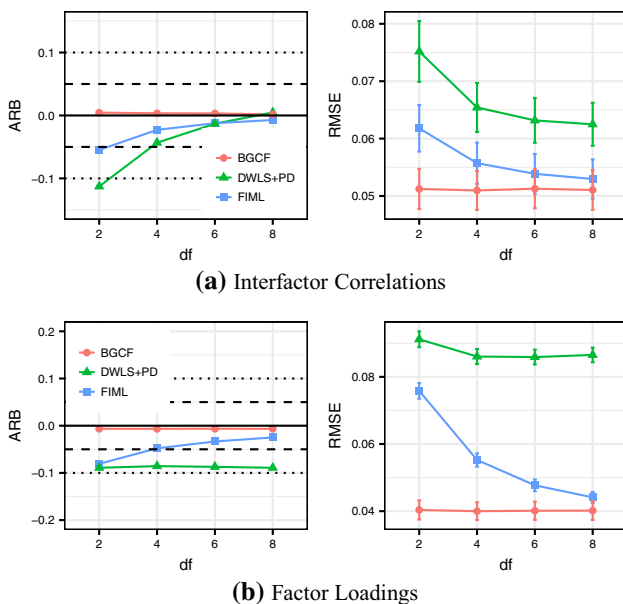 ARB
0.1
0.0
−0.1
BGCF
DWLS+PD
FIML
2 4 6 8
df
RMSE
0.08
0.07
0.06
0.05
2 4 6 8
df
(a) Interfactor Correlations
ARB
0.2
0.1
0.0
−0.1
−0.2
BGCF
DWLS+PD
FIML
2 4 6 8
df
RMSE
0.08
0.06
0.04
2 4 6 8
df
(b) Factor Loadings